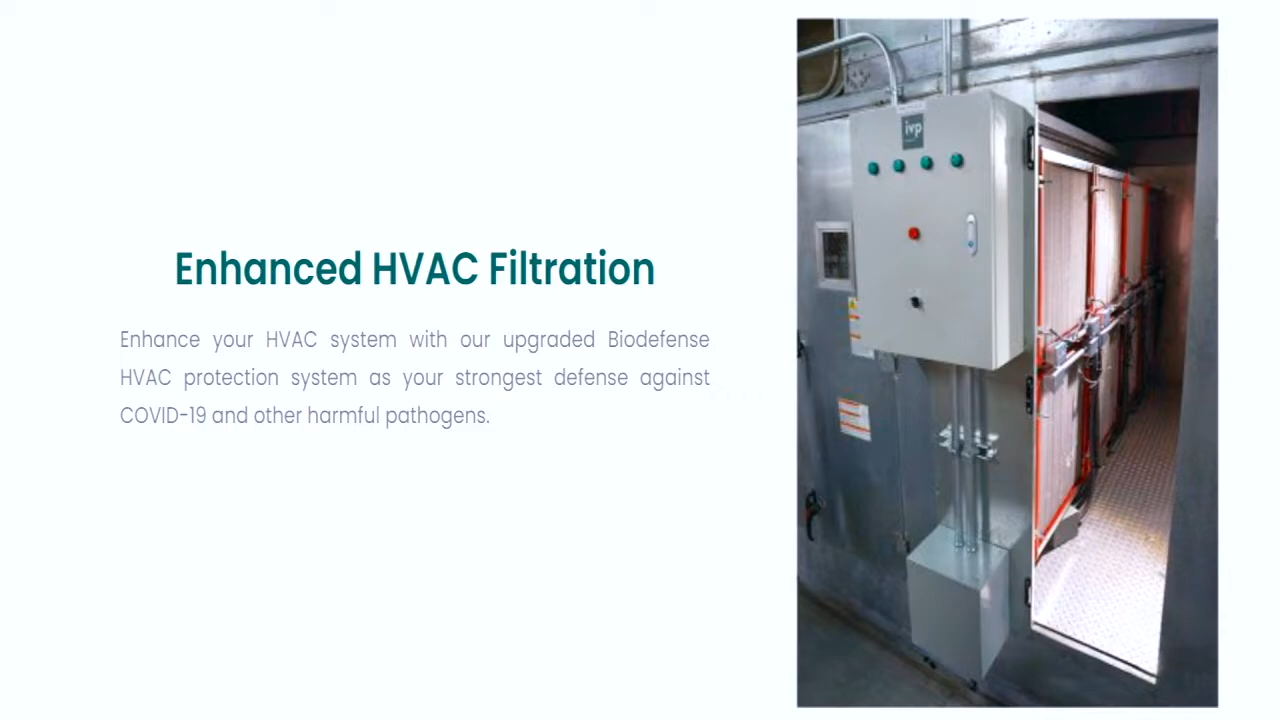 Enhanced HVAC Filtration
Enhance your HVAC system with our upgraded Biodefense
HVAC protection system as your strongest defense against
COVID-19 and other harmful pathogens.
ivp